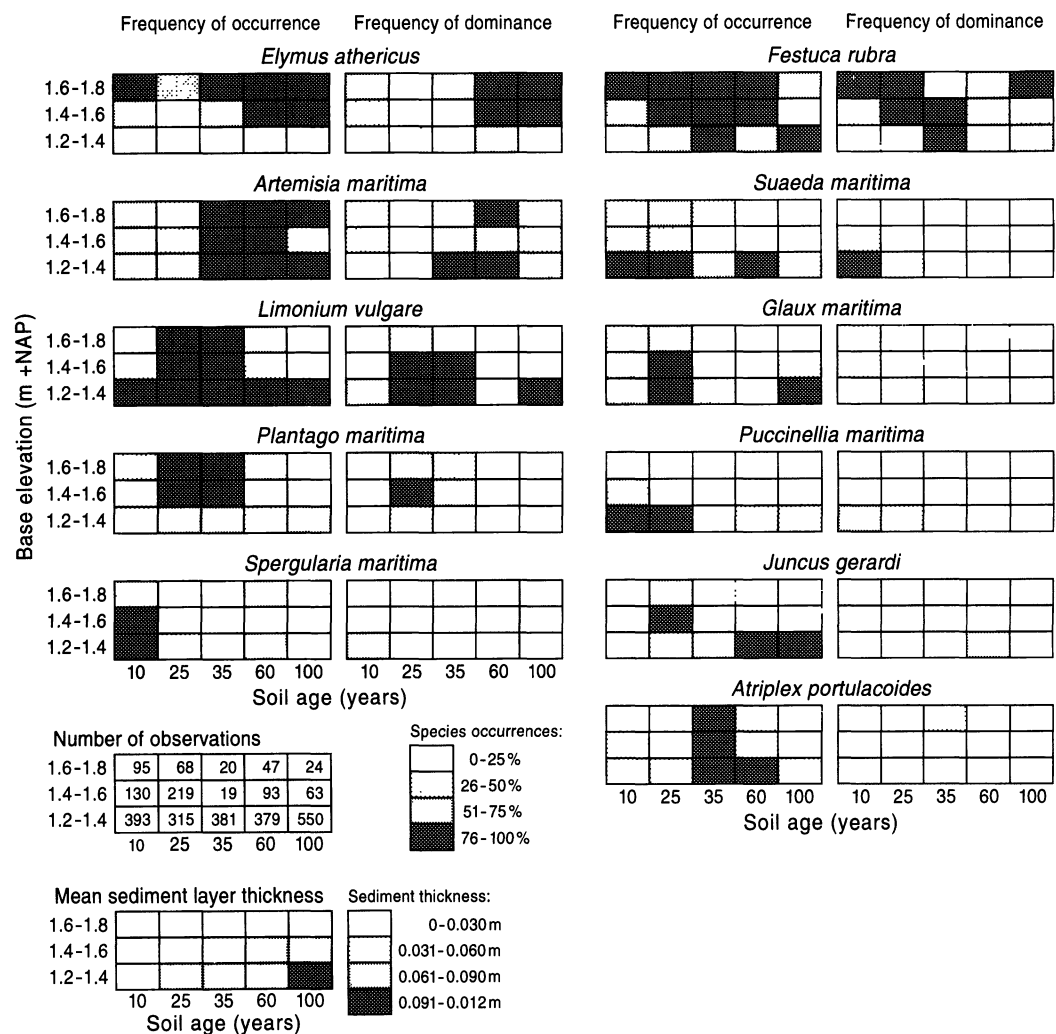 Frequency of occurrence Frequency of dominance
Elymus athericus
1.6-1.8
1.4-1.6
1.2-1.4
Artemisia maritima
1.6-1.8
1.4-1.6
1.2-1.4
Limonium vulgare
1.6-1.8
1.4-1.6
1.2-1.4
Plantago maritima
1.6-1.8
1.4-1.6
1.2-1.4
Spergularia maritima
1.6-1.8
1.4-1.6
1.2-1.4
10 25 35 60 100 10 25 35 60 100
Soil age (years)
Base elevation (m +NAP)
Frequency of occurrence Frequency of dominance
Festuca rubra
Suaeda maritima
Glaux maritima
Puccinellia maritima
Juncus gerardi
Atriplex portulacoides
10 25 35 60 100 10 25 35 60 100
Soil age (years)
Number of observations
1.6-1.8 95 68 20 47 24
1.4-1.6 130 219 19 93 63
1.2-1.4 393 315 381 379 550
10 25 35 60 100
Species occurrences:
0-25%
26-50%
51-75%
76-100%
Mean sediment layer thickness
1.6-1.8
1.4-1.6
1.2-1.4
10 25 35 60 100
Soil age (years)
Sediment thickness:
0-0.030m
0.031-0.060m
0.061-0.090m
0.091-0.012m